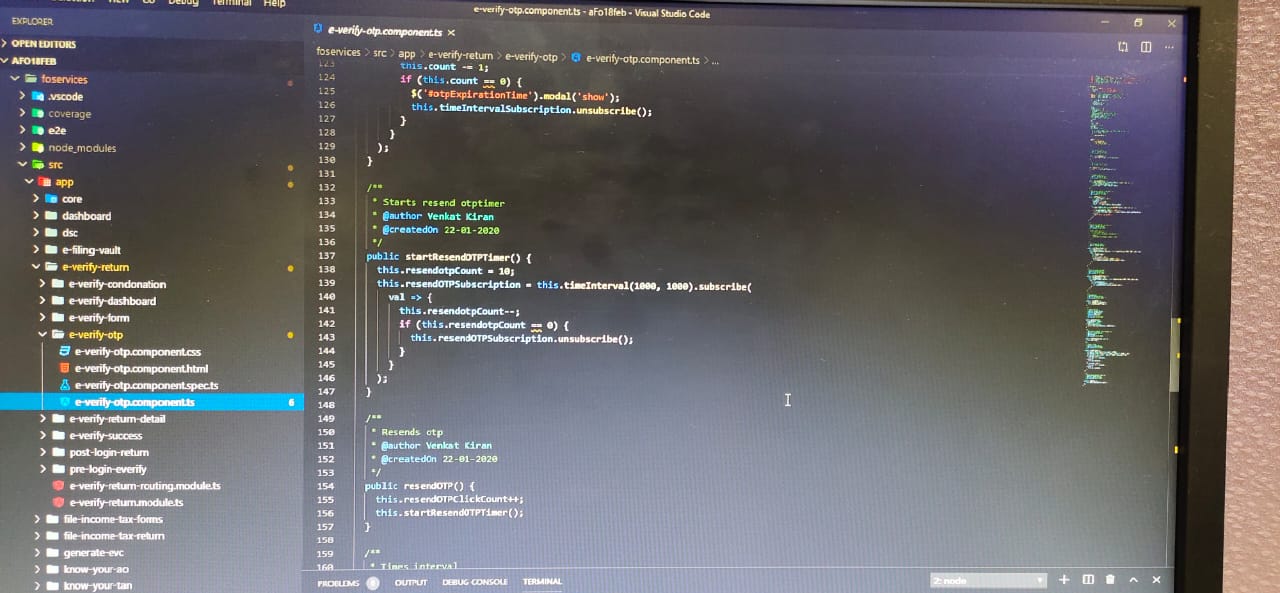 Debug Terminal Help
e-verify-otp.component.ts - aFo18feb - Visual Studio Code
EXPLORER
OPEN EDITORS
AFO18FEB
foservices
.vscode
coverage
e2e
node_modules
src
app
core
dashboard
dsc
e-filing-vault
e-verify-return
e-verify-condonation
e-verify-dashboard
e-verify-form
e-verify-otp
e-verify-otp.component.css
e-verify-otp.component.html
e-verify-otp.component.spec.ts
e-verify-otp.component.ts 6
e-verify-return-detail
e-verify-success
post-login-return
pre-login-everify
e-verify-return-routing.module.ts
e-verify-return.module.ts
file-income-tax-forms
file-income-tax-return
generate-evc
know-your-ao
know-your-tan
e-verify-otp.component.ts ×
foservices > src > app > e-verify-return > e-verify-otp > e-verify-otp.component.ts > ...
123 this.count -= 1;
124 if (this.count == 0) {
125 $('#otpExpirationTime').modal('show');
126 this.timeIntervalSubscription.unsubscribe();
127 }
128 }
129 );
130 }
131
132 /**
133 * Starts resend otptimer
134 * @author Venkat Kiran
135 * @createdOn 22-01-2020
136 */
137 public startResendOTPTimer() {
138 this.resendotpCount = 10;
139 this.resendOTPSubscription = this.timeInterval(1000, 1000).subscribe(
140 val => {
141 this.resendotpCount--;
142 if (this.resendotpCount == 0) {
143 this.resendOTPSubscription.unsubscribe();
144 }
145 }
146 );
147 }
148
149 /**
150 * Resends otp
151 * @author Venkat Kiran
152 * @createdOn 22-01-2020
153 */
154 public resendOTP() {
155 this.resendOTPClickCount++;
156 this.startResendOTPTimer();
157 }
158
159 /**
160 * Times interval
PROBLEMS 6 OUTPUT DEBUG CONSOLE TERMINAL 2: node